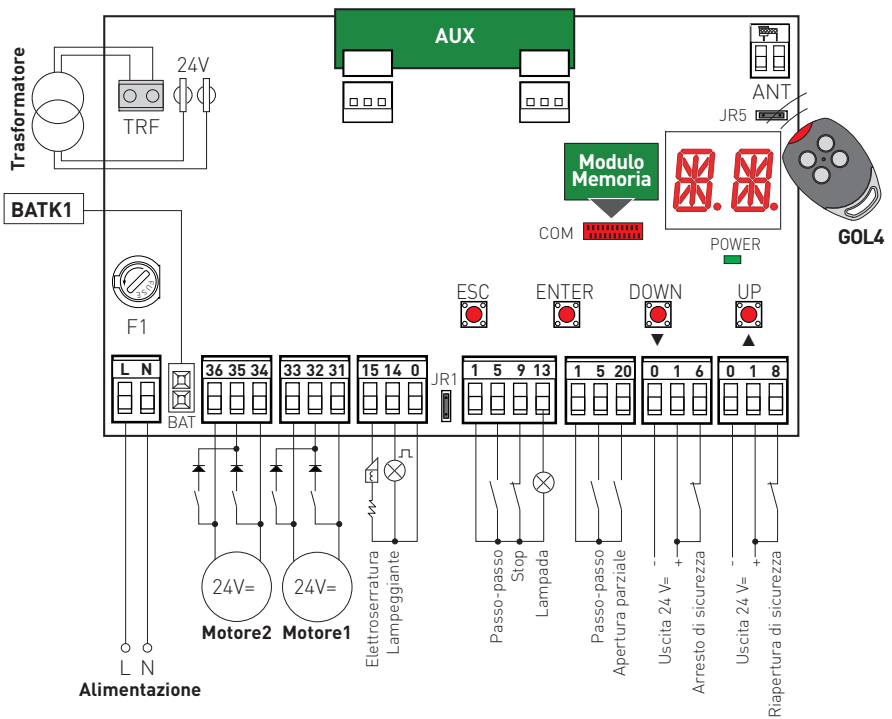 AUX
Trasformatore
24V
TRF
ANT
JR5
BATK1
Modulo
Memoria
COM
GOL4
POWER
FUSE
F1
ESC
ENTER
DOWN
UP
▼
▲
L N
BAT
36 35 34
33 32 31
15 14 0
JR1
1 5 9 13
1 5 20
0 1 6
0 1 8
24V=
24V=
Motore2
Motore1
Elettroserratura
Lampeggiante
Passo-passo
Stop
Lampada
Passo-passo
Apertura parziale
-
+
Uscita 24 V=
Arresto di sicurezza
-
+
Uscita 24 V=
Riapertura di sicurezza
L N
Alimentazione